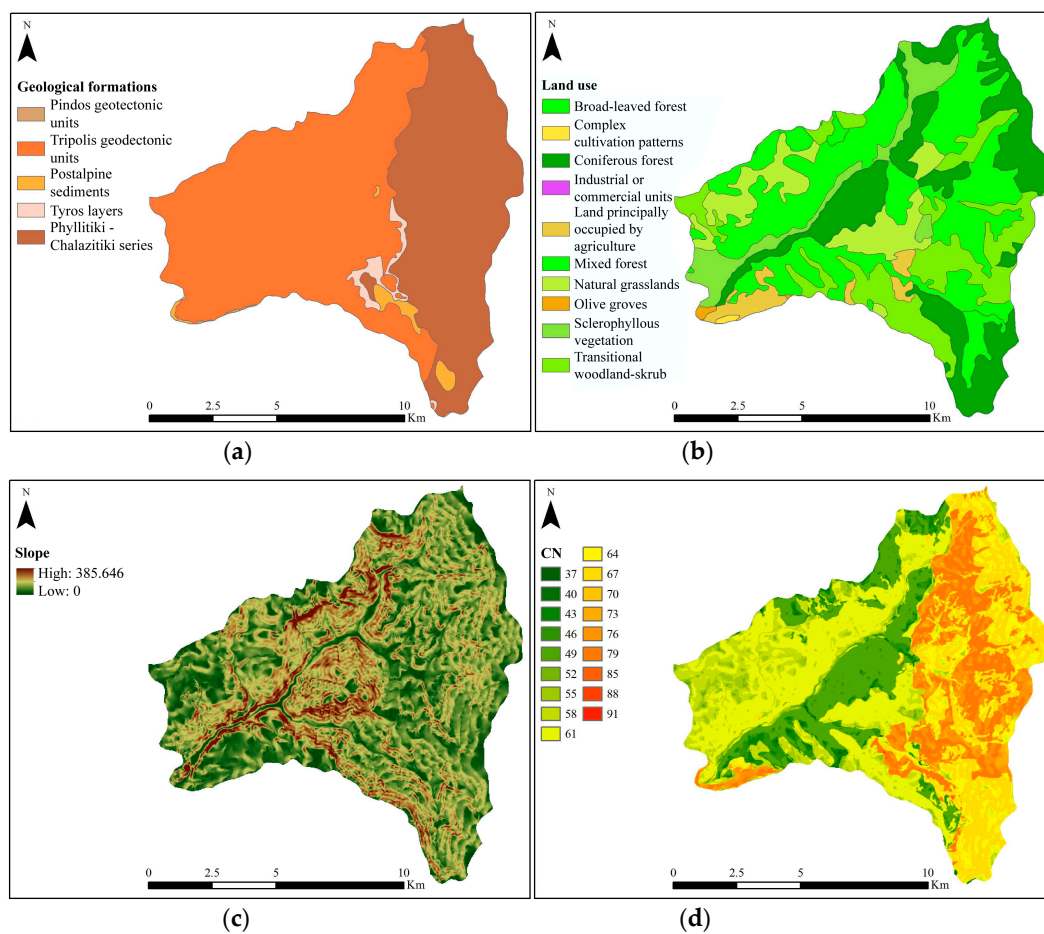 N
Geological formations
Pindos geotectonic
units
Tripolis geodectonic
units
Postalpine
sediments
Tyros layers
Phyllitiki -
Chalazitiki series
0
2.5
5
10
Km
(a)
N
Land use
Broad-leaved forest
Complex
cultivation patterns
Coniferous forest
Industrial or
commercial units
Land principally
occupied by
agriculture
Mixed forest
Natural grasslands
Olive groves
Sclerophyllous
vegetation
Transitional
woodland-skrub
0
2.5
5
10
Km
(b)
N
Slope
High: 385.646
Low: 0
0
2.5
5
10
Km
(c)
N
CN
37
40
43
46
49
52
55
58
61
64
67
70
73
76
79
85
88
91
0
2.5
5
10
Km
(d)